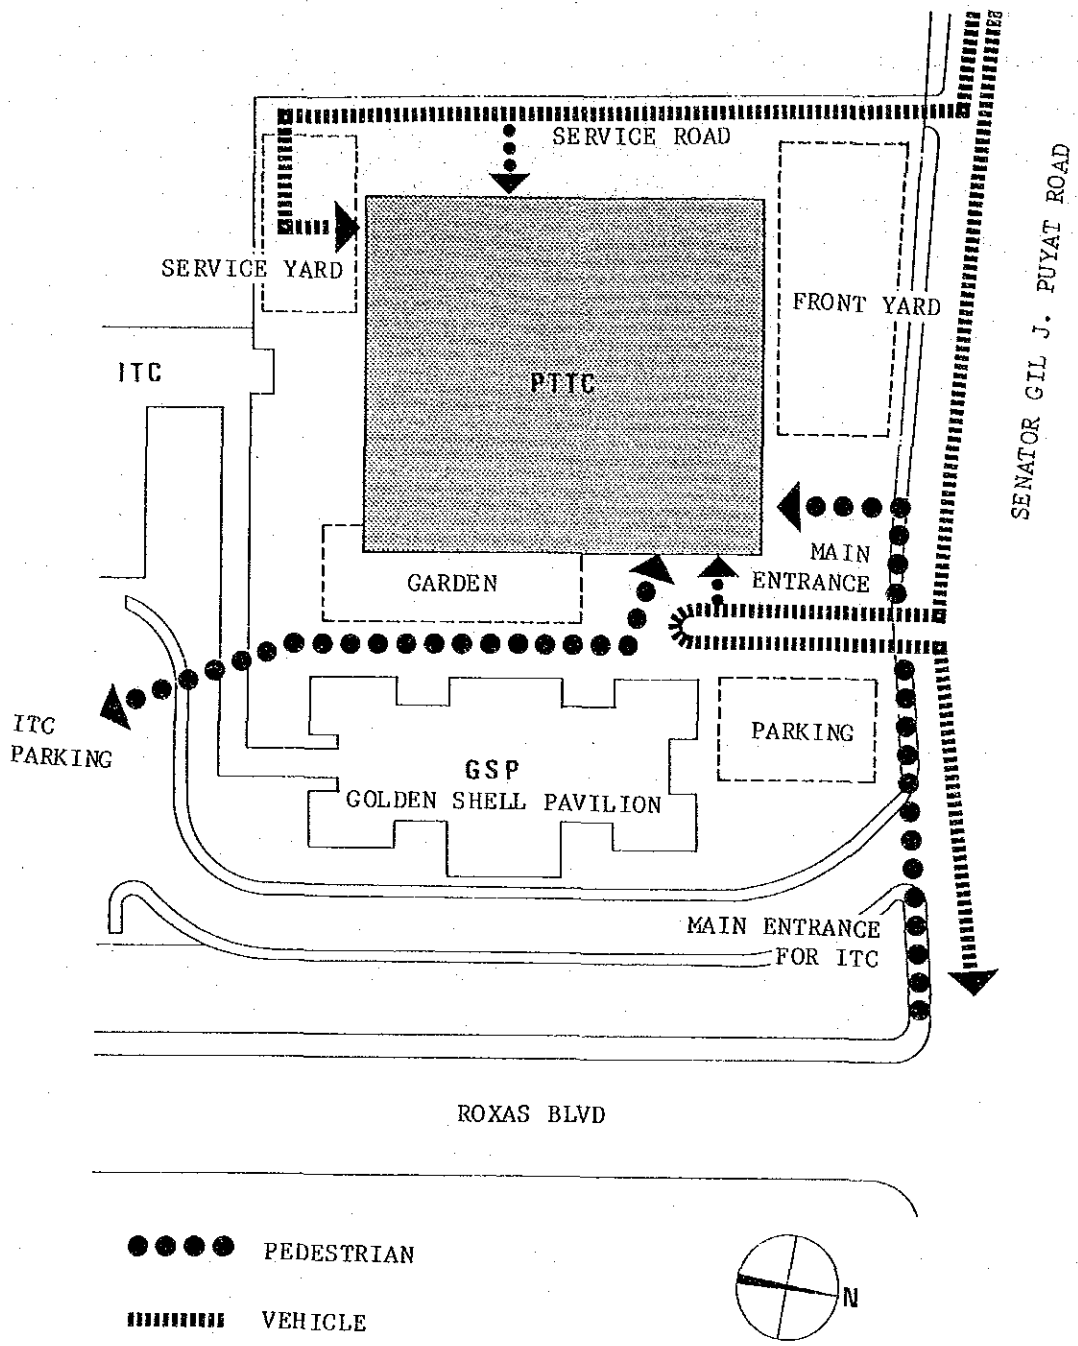 SERVICE ROAD
SENATOR GIL J. PUYAT ROAD
SERVICE YARD
FRONT YARD
ITC
PTTC
MAIN
ENTRANCE
GARDEN
ITC
PARKING
PARKING
GSP
GOLDEN SHELL PAVILION
MAIN ENTRANCE
FOR ITC
ROXAS BLVD
PEDESTRIAN
N
VEHICLE